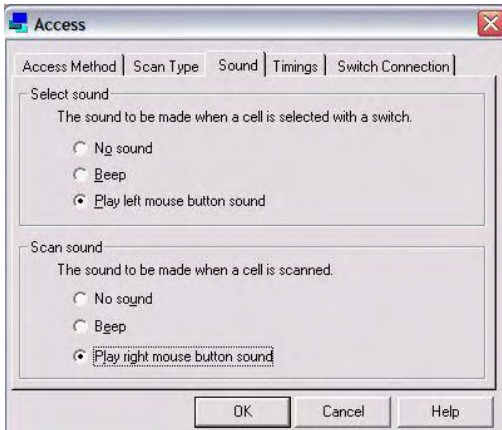 Access
Access Method Scan Type Sound Timings Switch Connection
Select sound
The sound to be made when a cell is selected with a switch.
No sound
Beep
Play left mouse button sound
Scan sound
The sound to be made when a cell is scanned.
No sound
Beep
Play right mouse button sound
OK Cancel Help